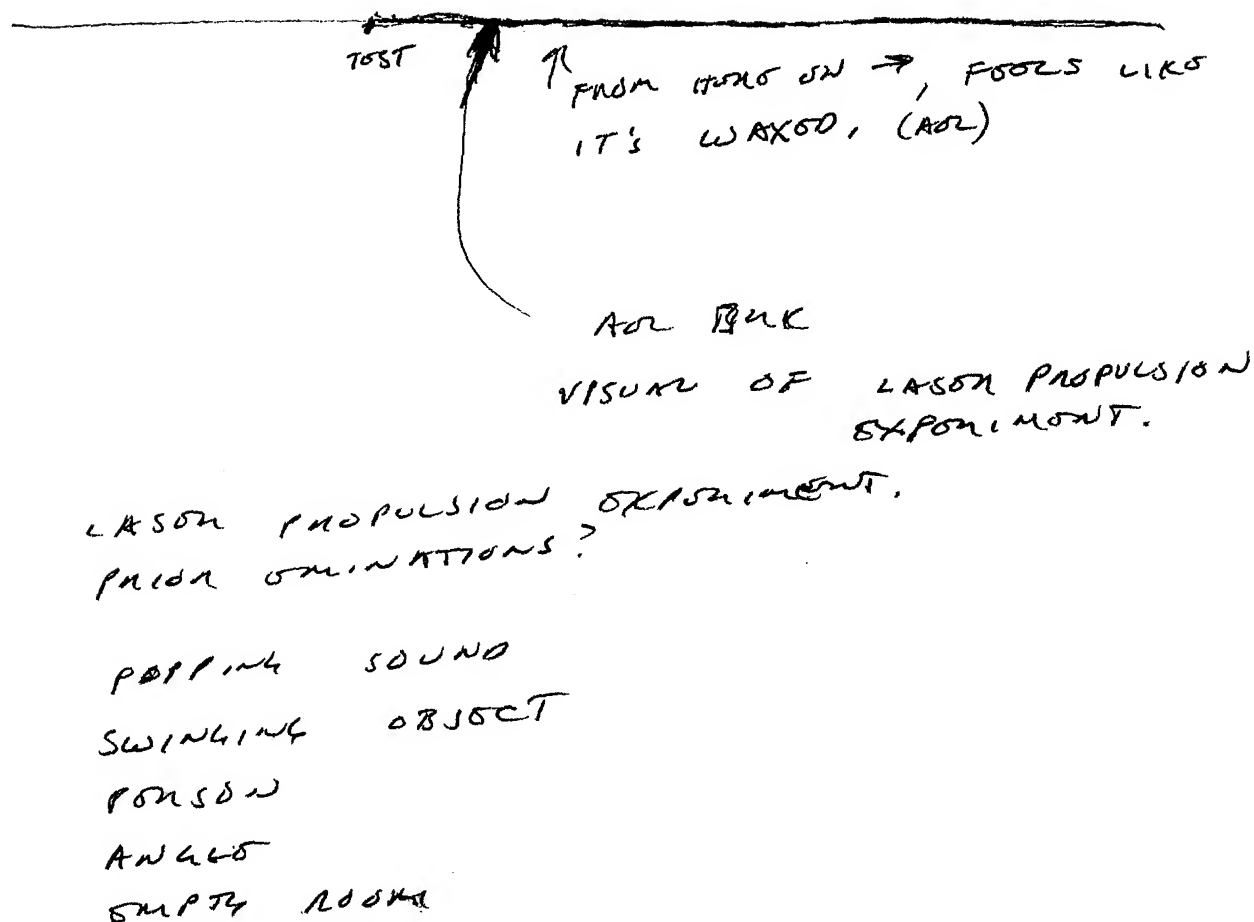 TEST
↑ FROM HERE ON →, FEELS LIKE
IT'S WAXED, (AOL)
AOL BRK
VISUAL OF LASER PROPULSION
EXPERIMENT.
LASER PROPULSION EXPERIMENT.
PRIOR EMINATIONS?
POPPING SOUND
SWINGING OBJECT
PERSON
ANGLE
EMPTY ROOM